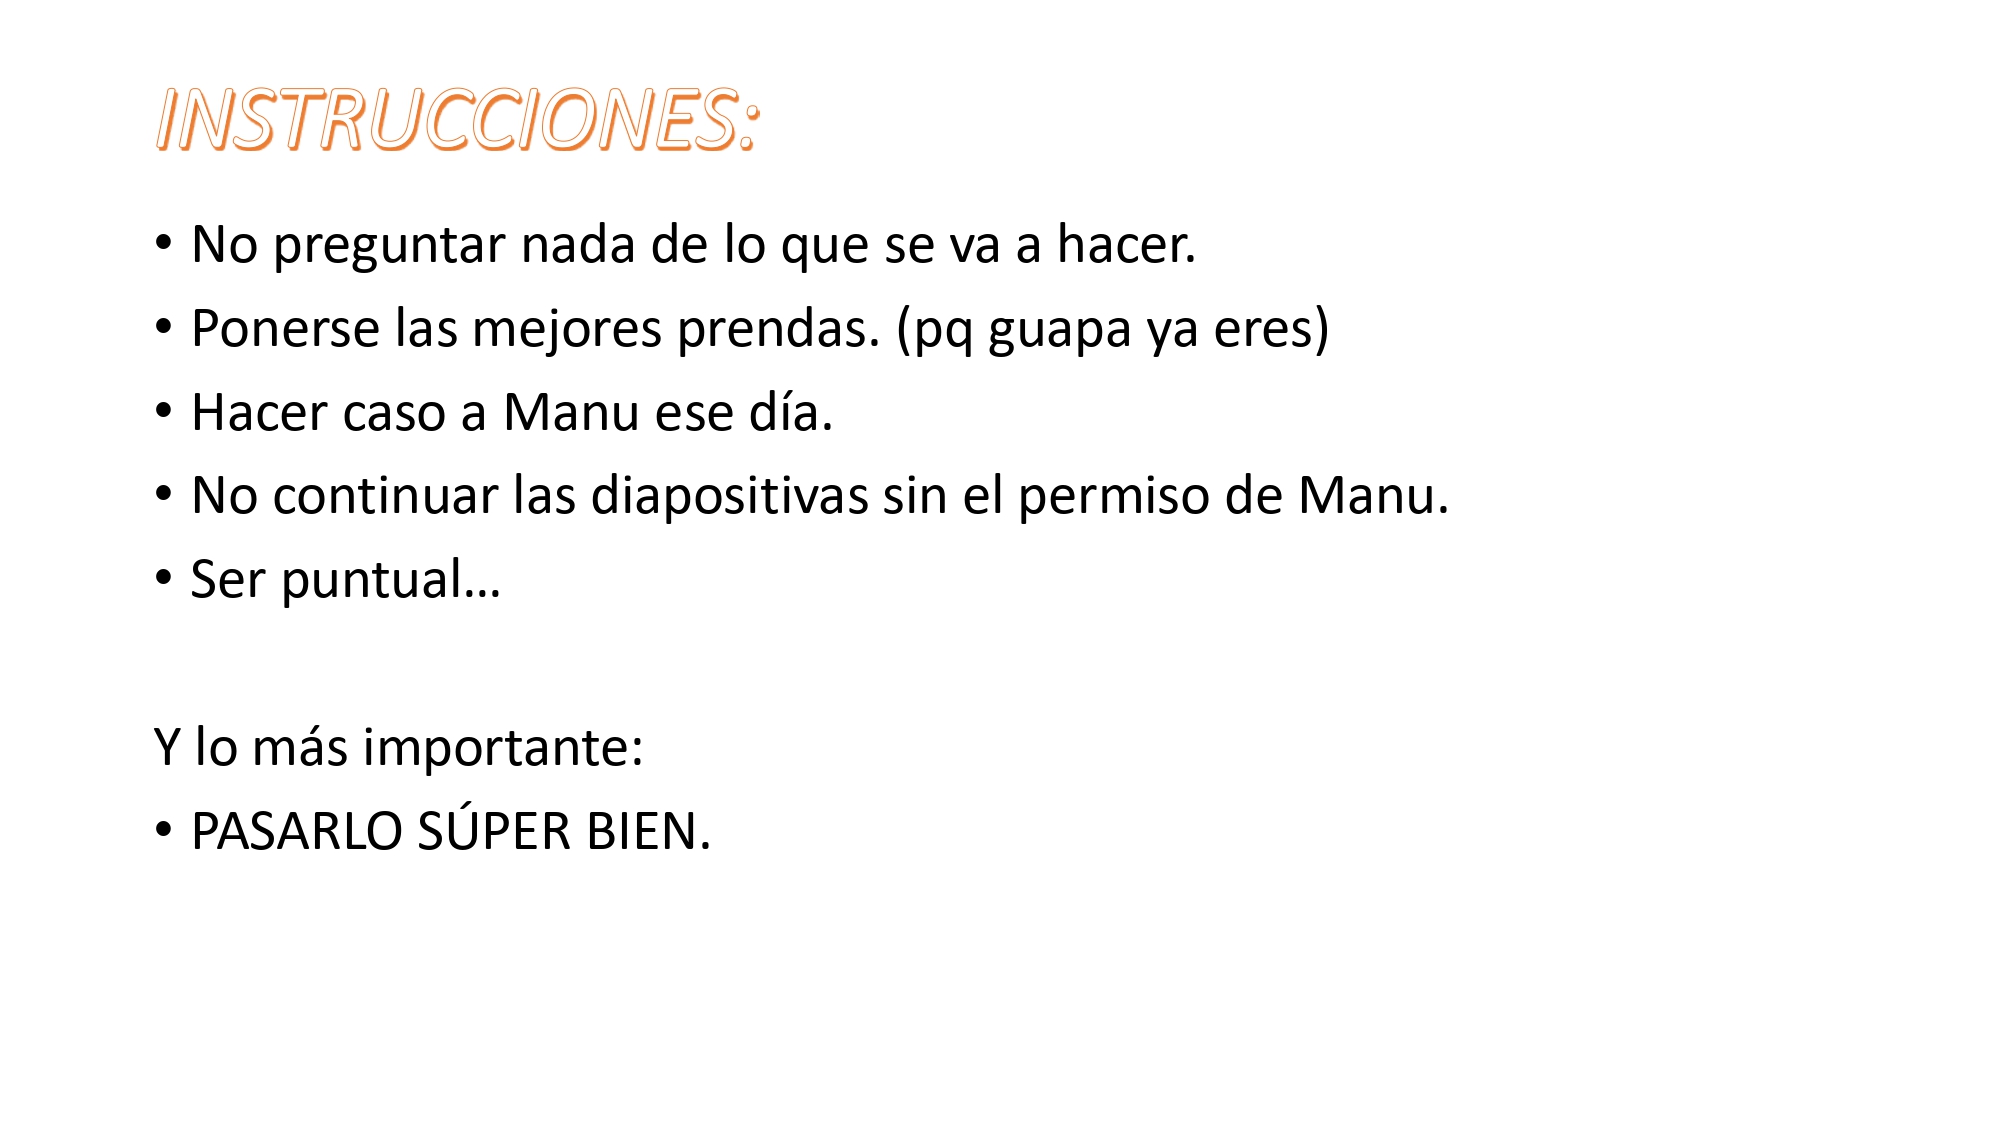 INSTRUCCIONES:
• No preguntar nada de lo que se va a hacer.
• Ponerse las mejores prendas. (pq guapa ya eres)
• Hacer caso a Manu ese día.
• No continuar las diapositivas sin el permiso de Manu.
• Ser puntual…
Y lo más importante:
• PASARLO SÚPER BIEN.